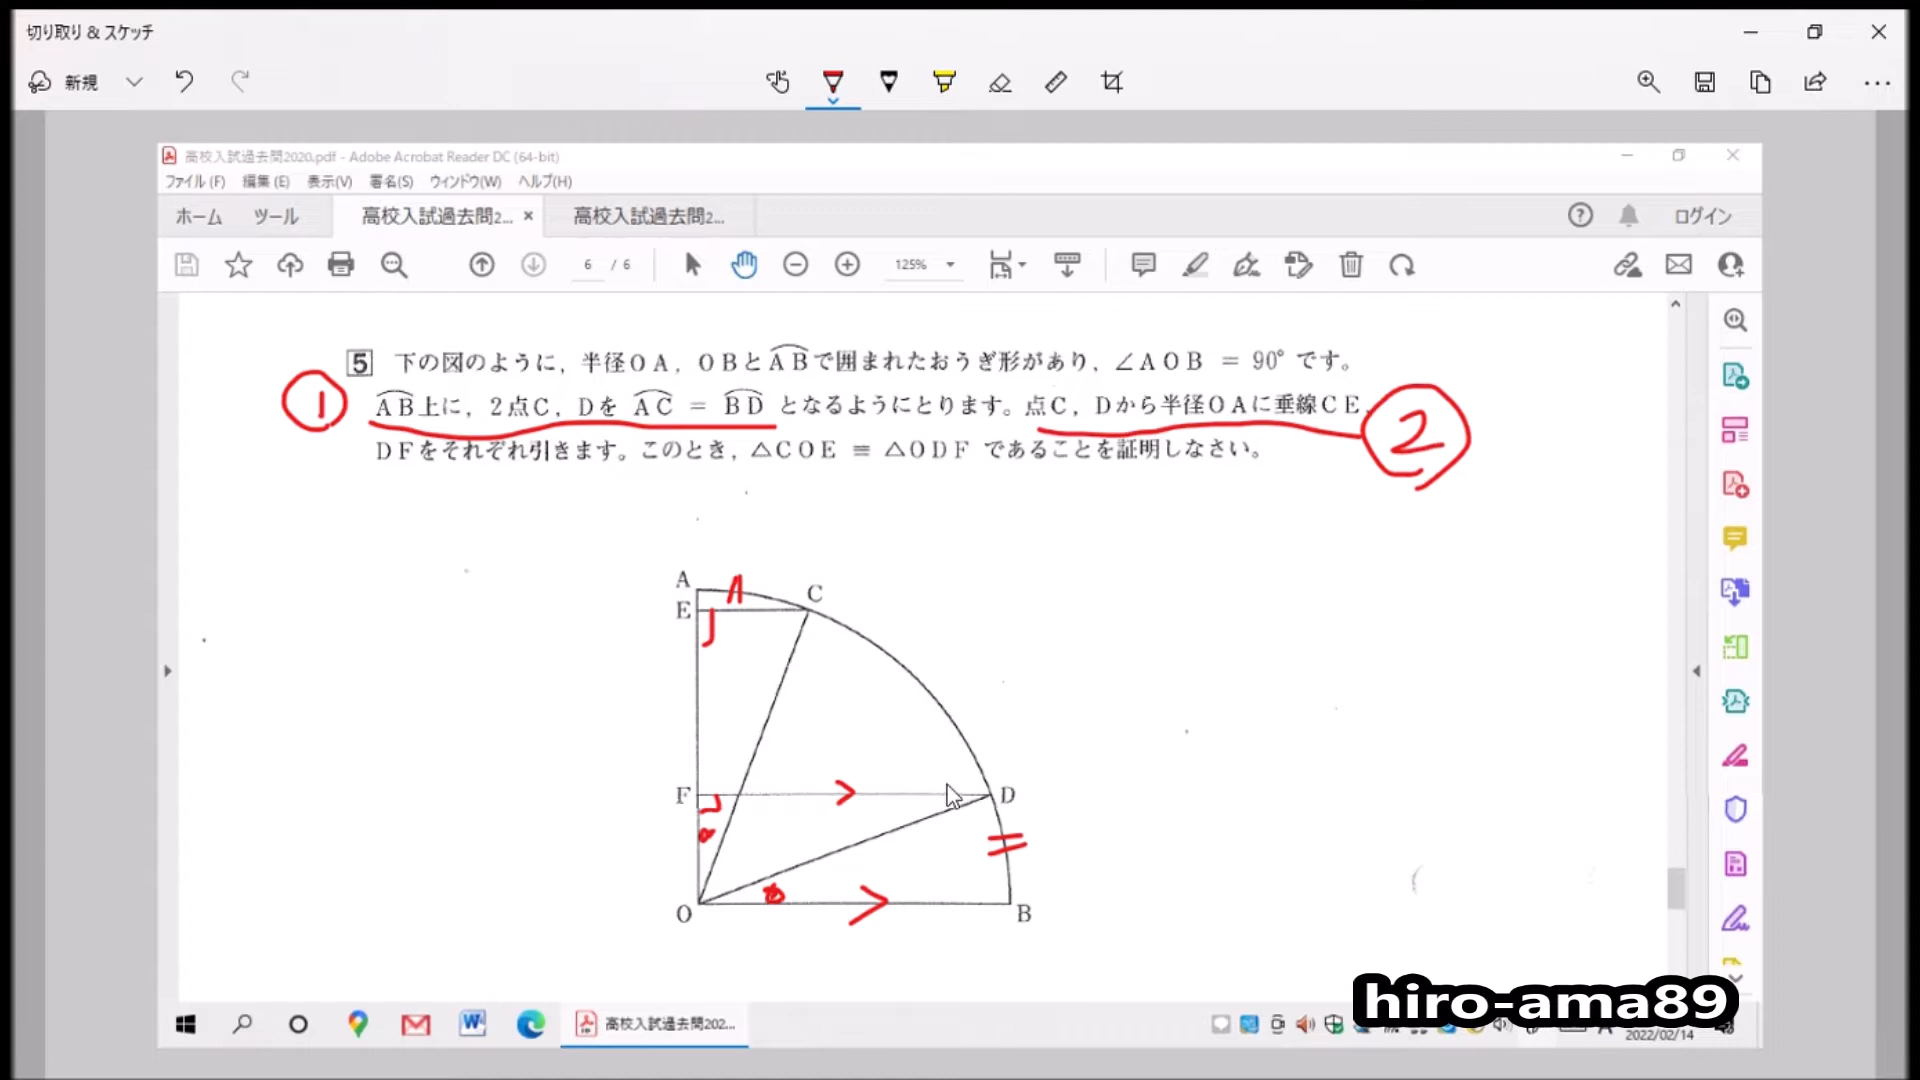 切り取り & スケッチ
新規
高校入試過去問2020.pdf - Adobe Acrobat Reader DC (64-bit)
ファイル(F) 編集(E) 表示(V) 署名(S) ウィンドウ(W) ヘルプ(H)
ホーム ツール 高校入試過去問2... × 高校入試過去問2... ログイン
6 / 6 125%
5 下の図のように，半径OA，OBとABで囲まれたおうぎ形があり，∠AOB = 90°です。
1 AB上に，2点C，Dを AC = BD となるようにとります。点C，Dから半径OAに垂線CE， 2
DFをそれぞれ引きます。このとき，△COE ≡ △ODF であることを証明しなさい。
A C
E
F D
O B
hiro-ama89
高校入試過去問202...
2022/02/14